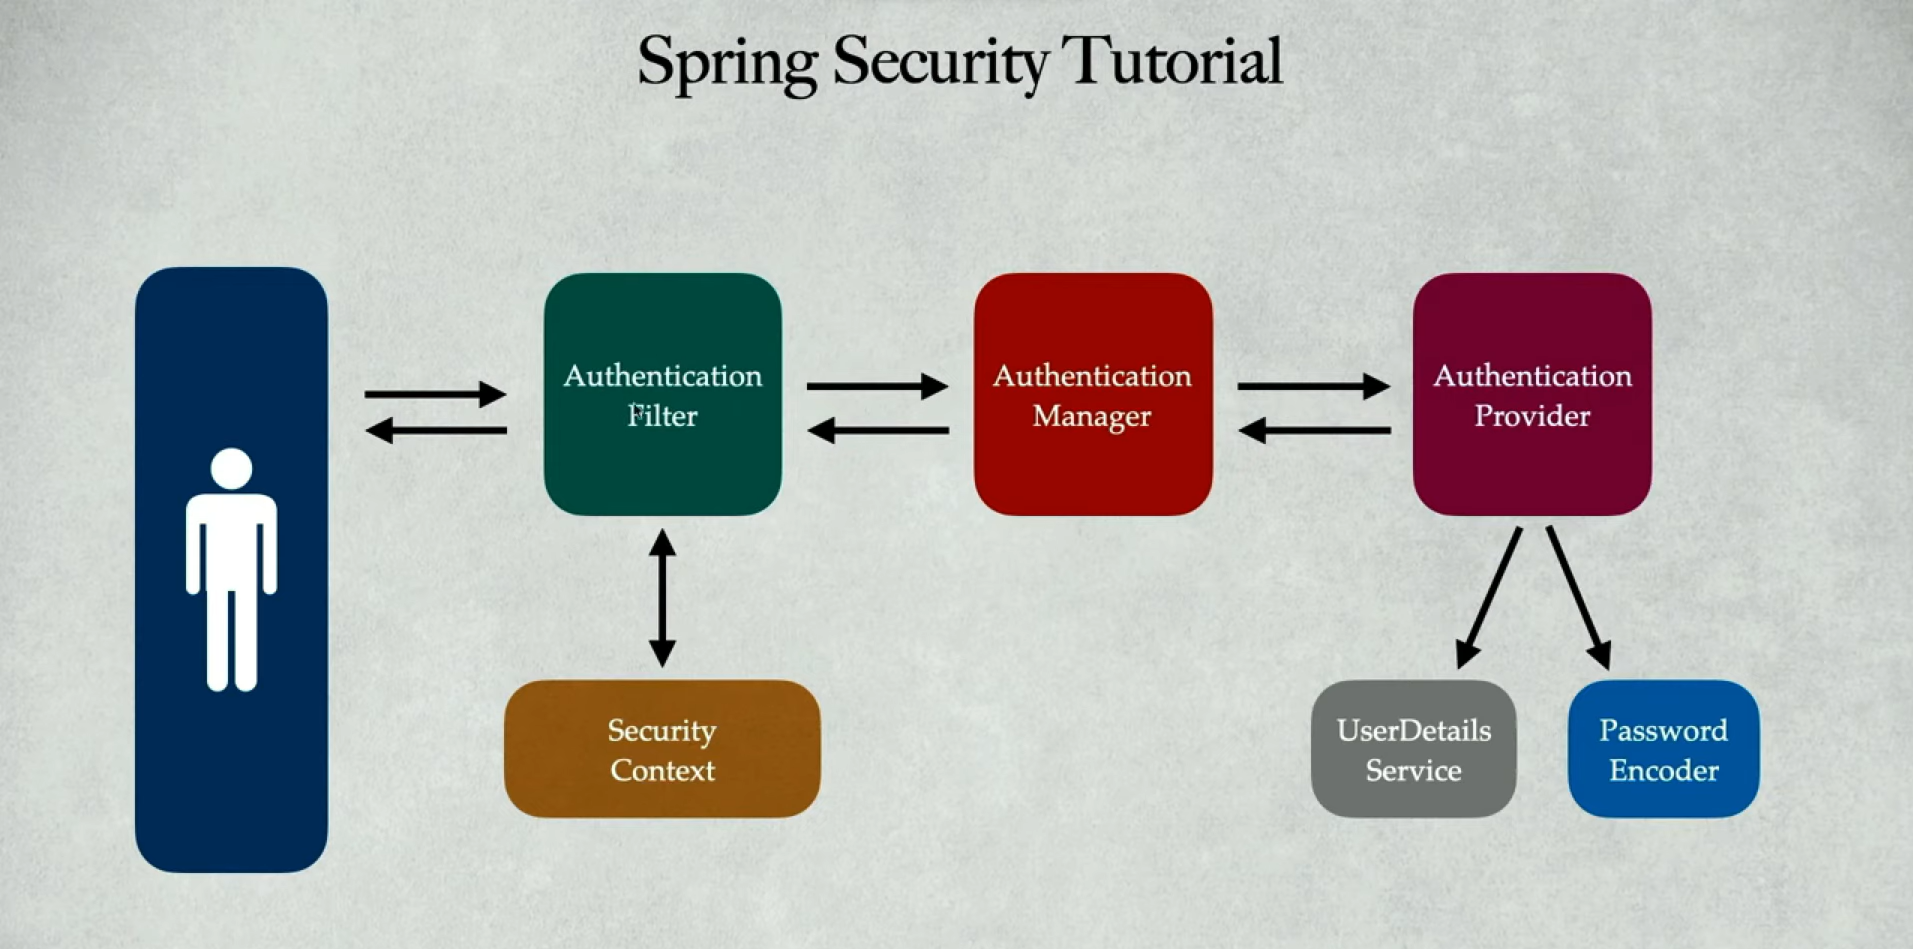 Spring Security Tutorial
Authentication
Filter
Authentication
Manager
Authentication
Provider
Security
Context
UserDetails
Service
Password
Encoder